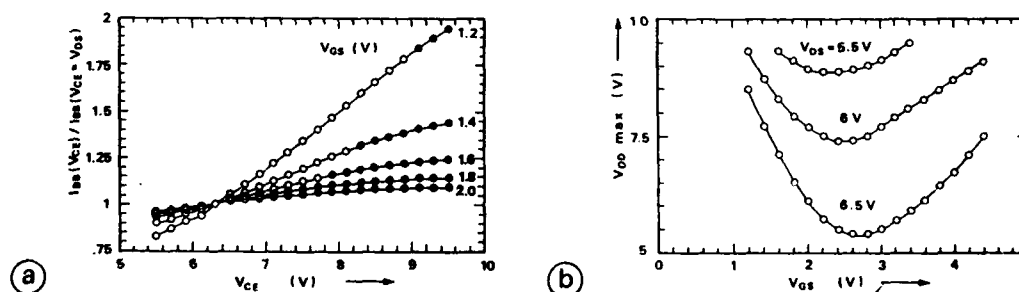 I_BB(V_CE) / I_BB(V_CE = V_DS)
2
1.75
1.5
1.25
1
.75
V_GS (V)
1.2
1.4
1.6
1.8
2.0
5
6
7
8
9
10
V_CE (V)
a
V_DD max (V)
10
7.5
5
V_DS = 5.5 V
6 V
6.5 V
0
1
2
3
4
V_GS (V)
b